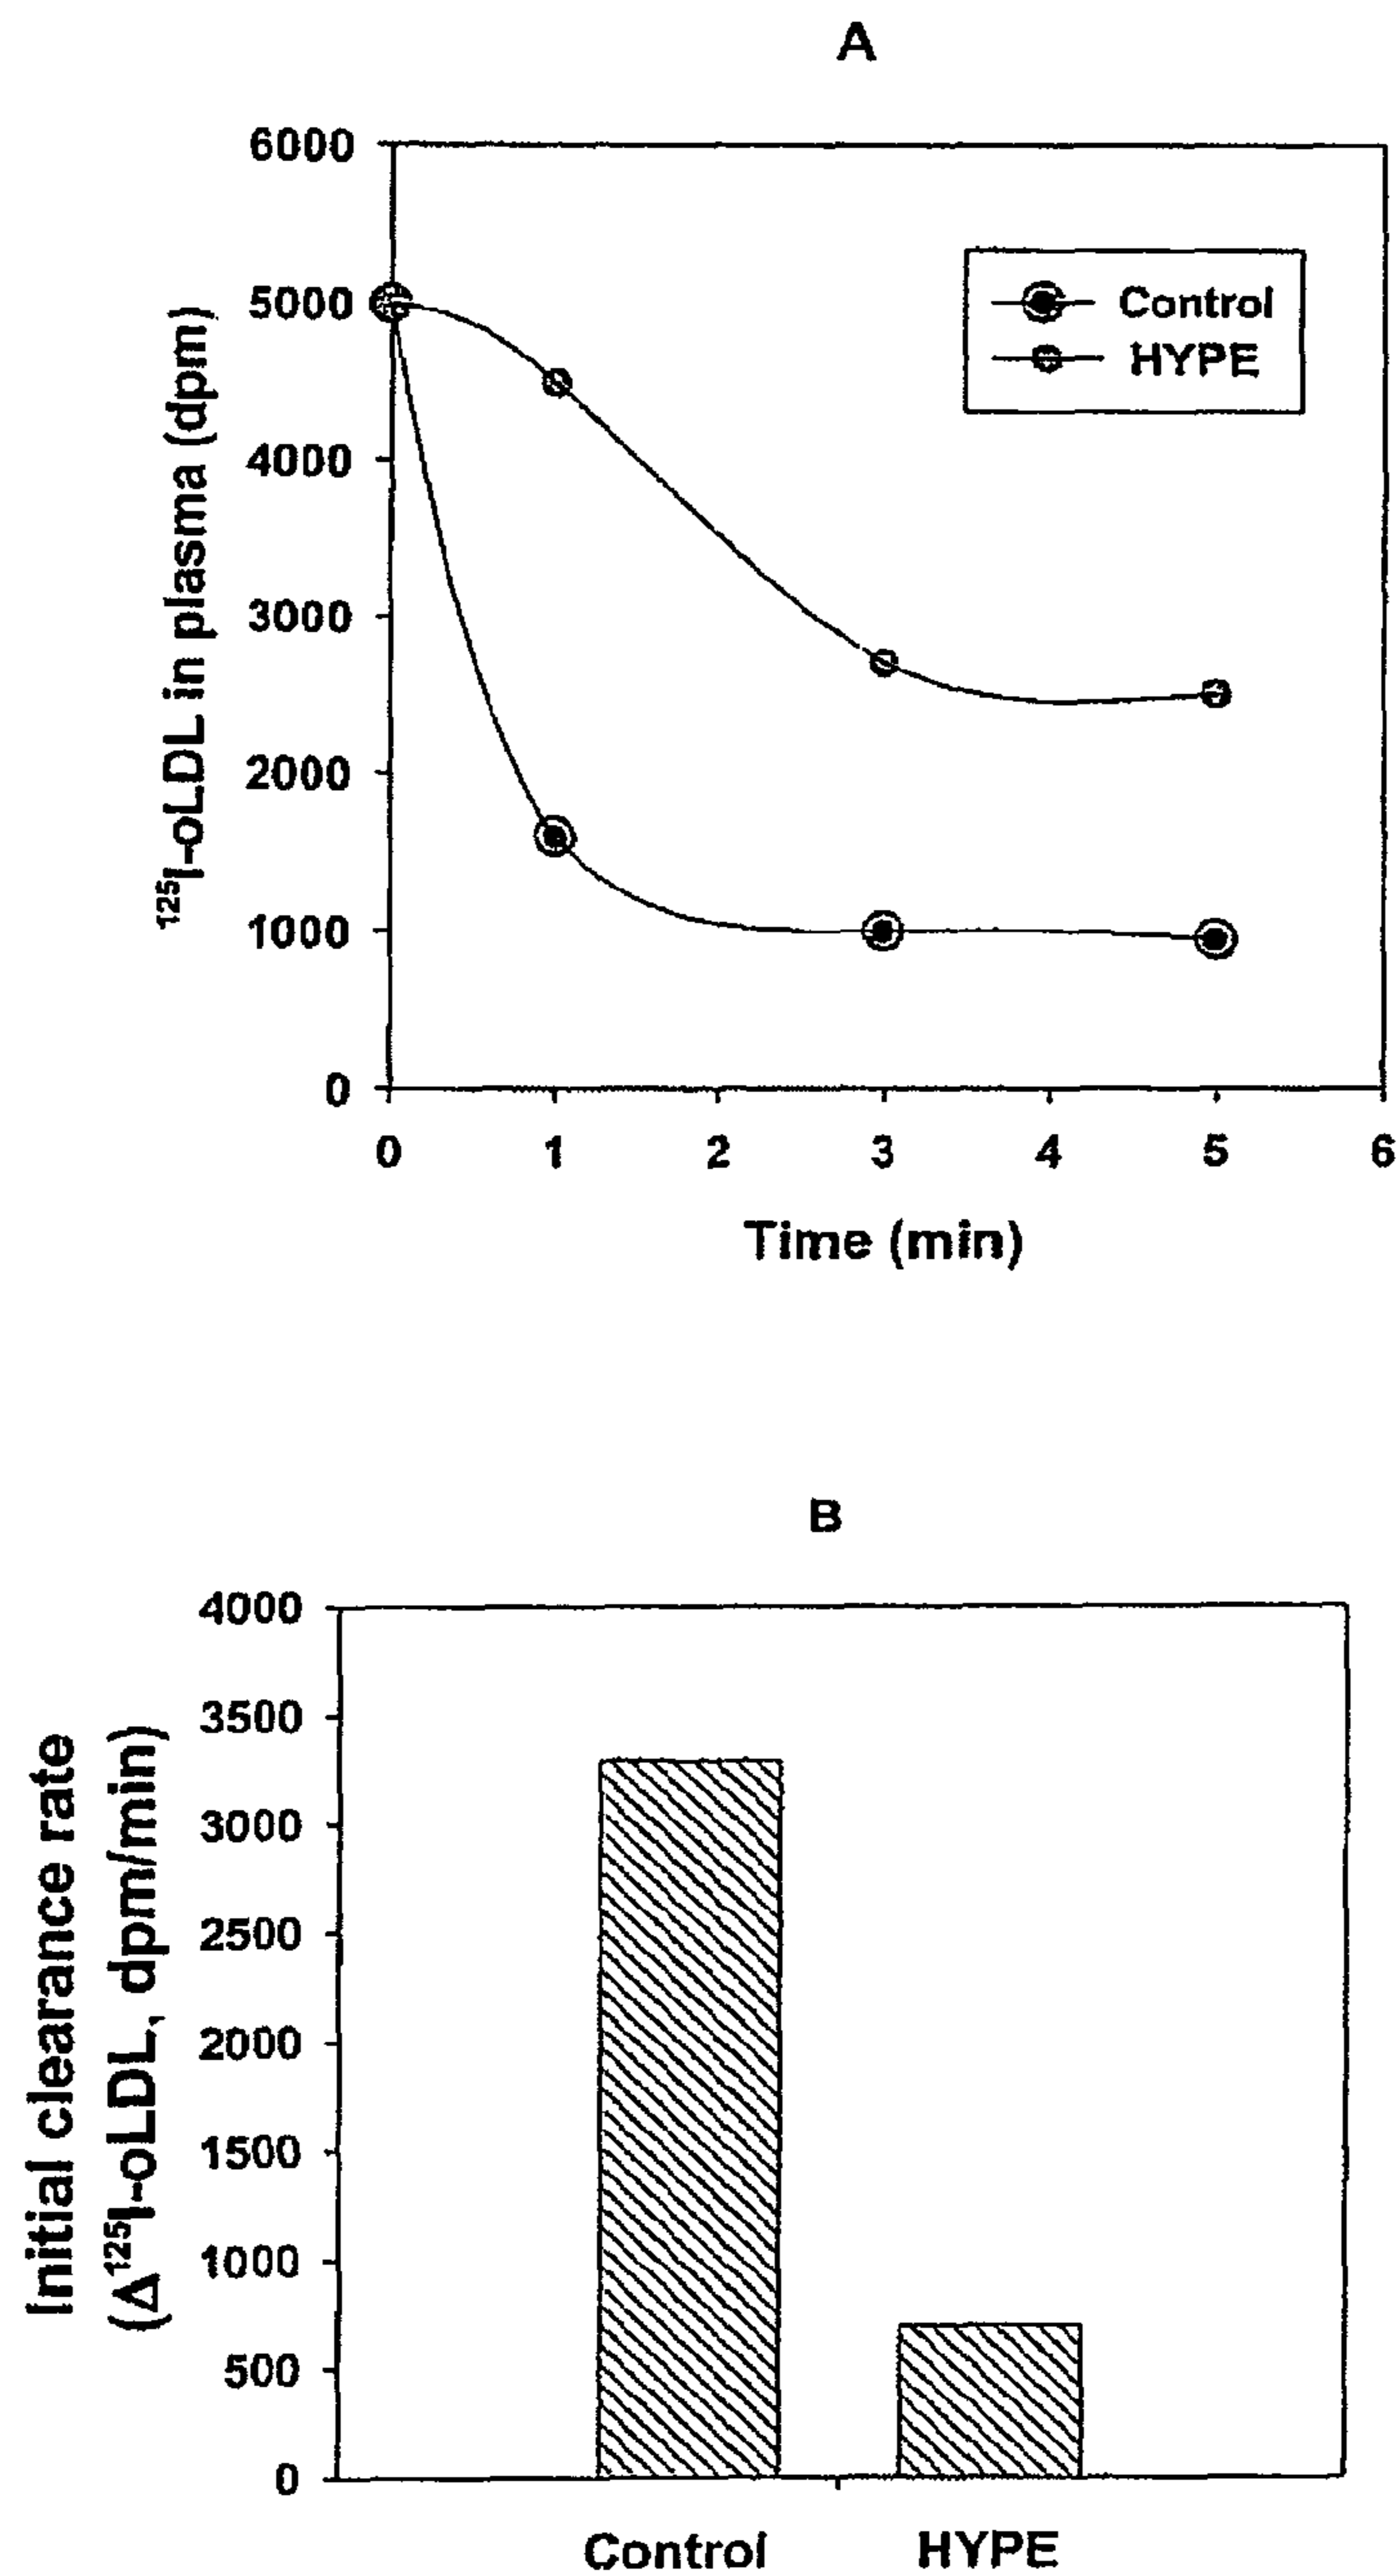 A
6000
5000
4000
3000
2000
1000
0
¹²⁵I-oLDL in plasma (dpm)
Control
HYPE
0 1 2 3 4 5 6
Time (min)
B
4000
3500
3000
2500
2000
1500
1000
500
0
Initial clearance rate
(Δ¹²⁵I-oLDL, dpm/min)
Control HYPE